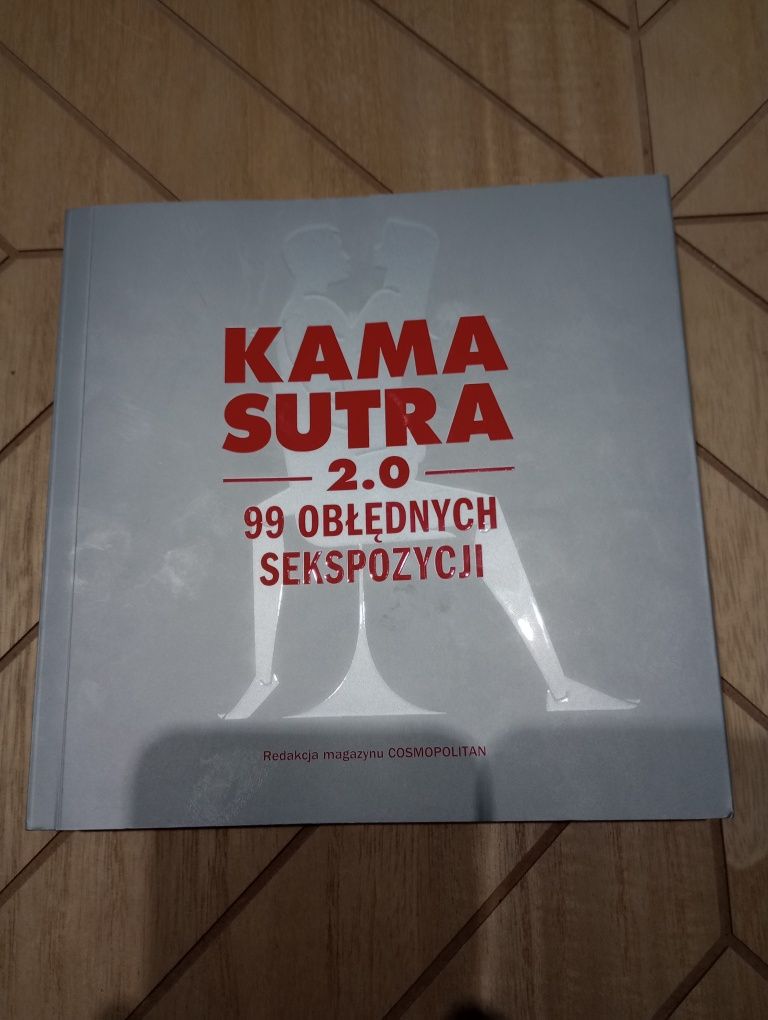 KAMA
SUTRA
2.0
99 OBŁĘDNYCH
SEKSPOZYCJI
Redakcja magazynu COSMOPOLITAN